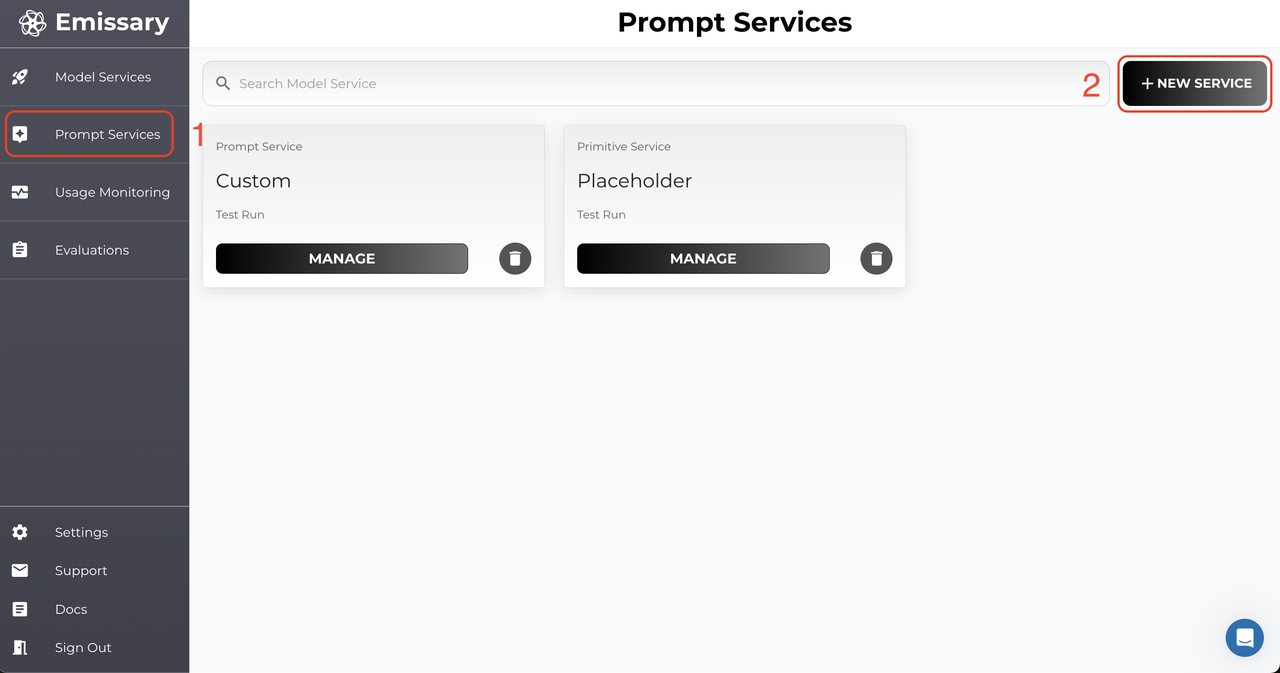 Emissary
Prompt Services
Model Services
Prompt Services
Usage Monitoring
Evaluations
Settings
Support
Docs
Sign Out
1
Search Model Service
2
+ NEW SERVICE
Prompt Service
Custom
Test Run
MANAGE
Primitive Service
Placeholder
Test Run
MANAGE